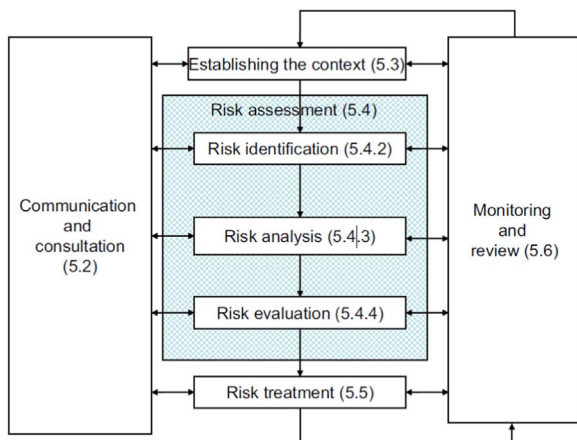 Establishing the context (5.3)
Risk assessment (5.4)
Risk identification (5.4.2)
Communication
and
consultation
(5.2)
Risk analysis (5.4.3)
Monitoring
and
review (5.6)
Risk evaluation (5.4.4)
Risk treatment (5.5)